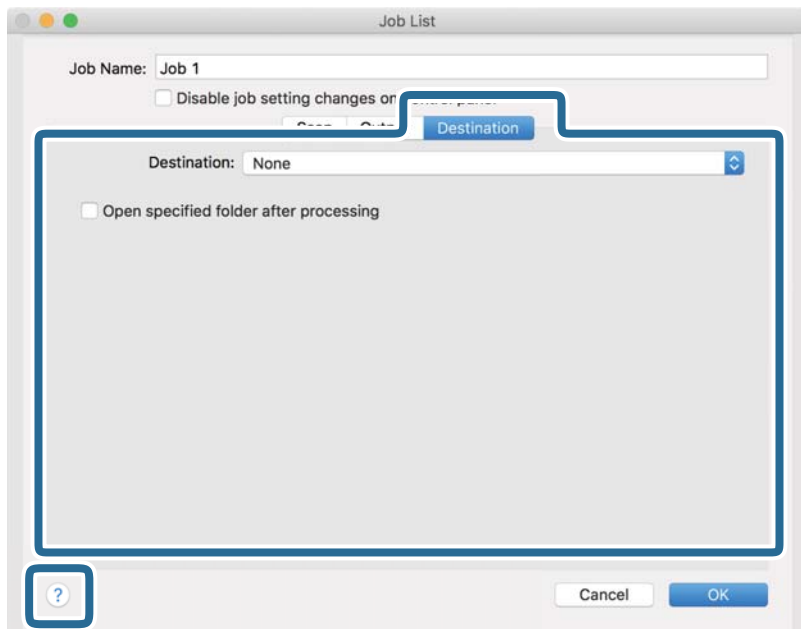 Job List
Job Name: Job 1
Disable job setting changes on
Destination
Destination: None
Open specified folder after processing
? Cancel OK